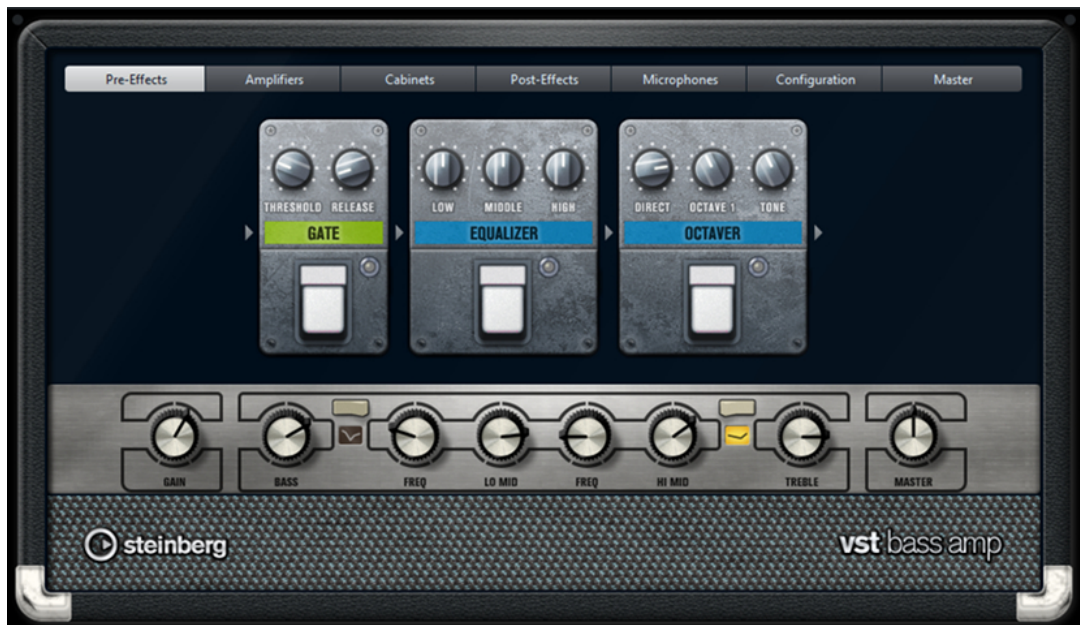 Pre-Effects Amplifiers Cabinets Post-Effects Microphones Configuration Master
THRESHOLD RELEASE LOW MIDDLE HIGH DIRECT OCTAVE 1 TONE
GATE EQUALIZER OCTAVER
GAIN BASS FREQ LO MID FREQ HI MID TREBLE MASTER
steinberg vst bass amp